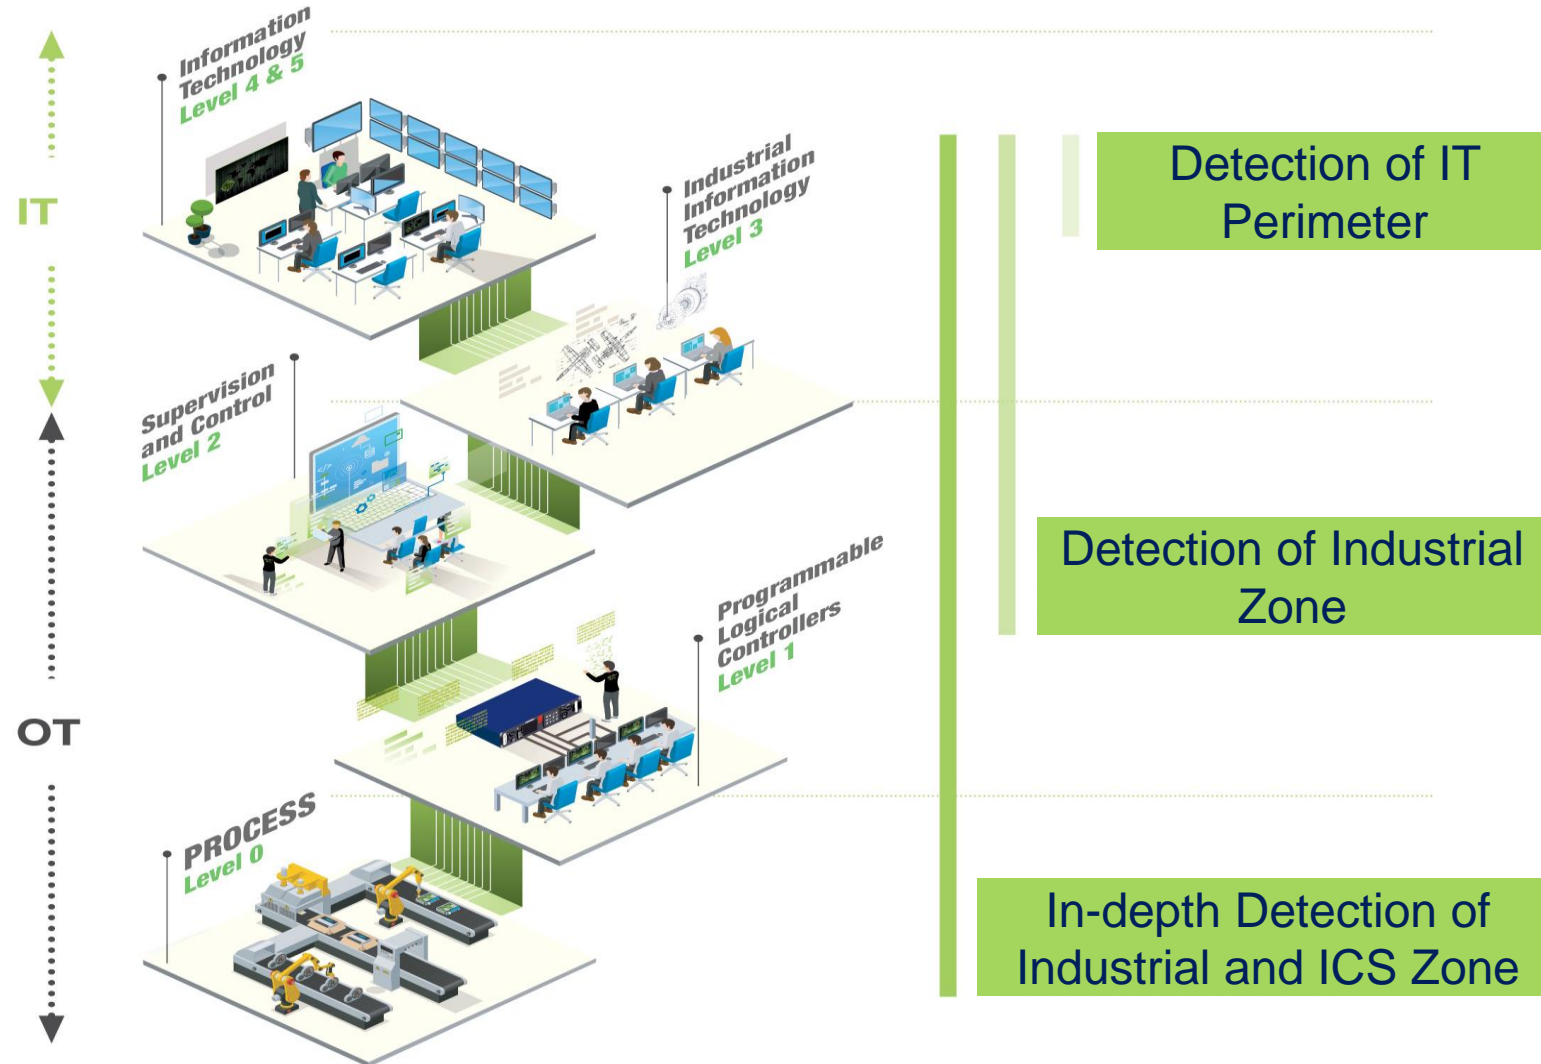 Information
Technology
Level 4 & 5
Industrial
Information
Technology
Level 3
Detection of IT
Perimeter
IT
Supervision
and Control
Level 2
Detection of Industrial
Zone
Programmable
Logical
Controllers
Level 1
OT
PROCESS
Level 0
In-depth Detection of
Industrial and ICS Zone